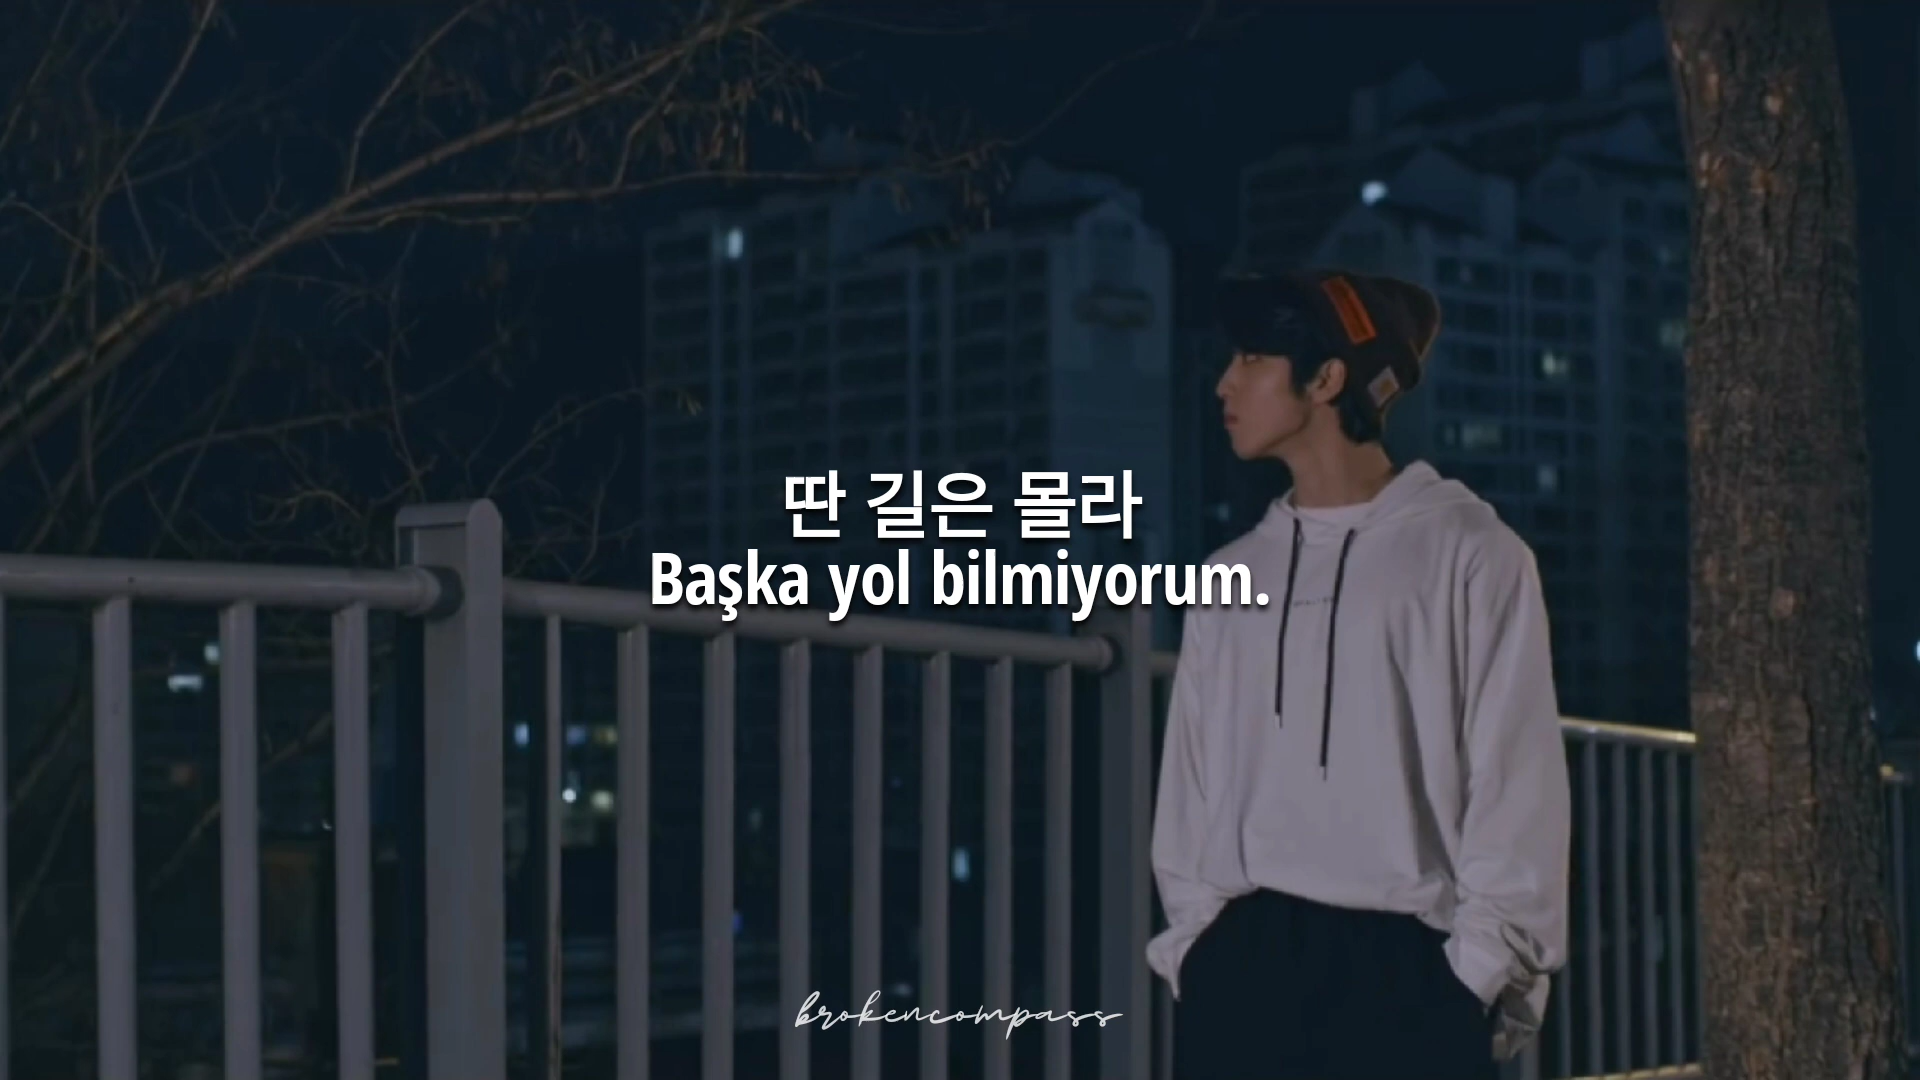 딴 길은 몰라
Başka yol bilmiyorum.
brokencompass